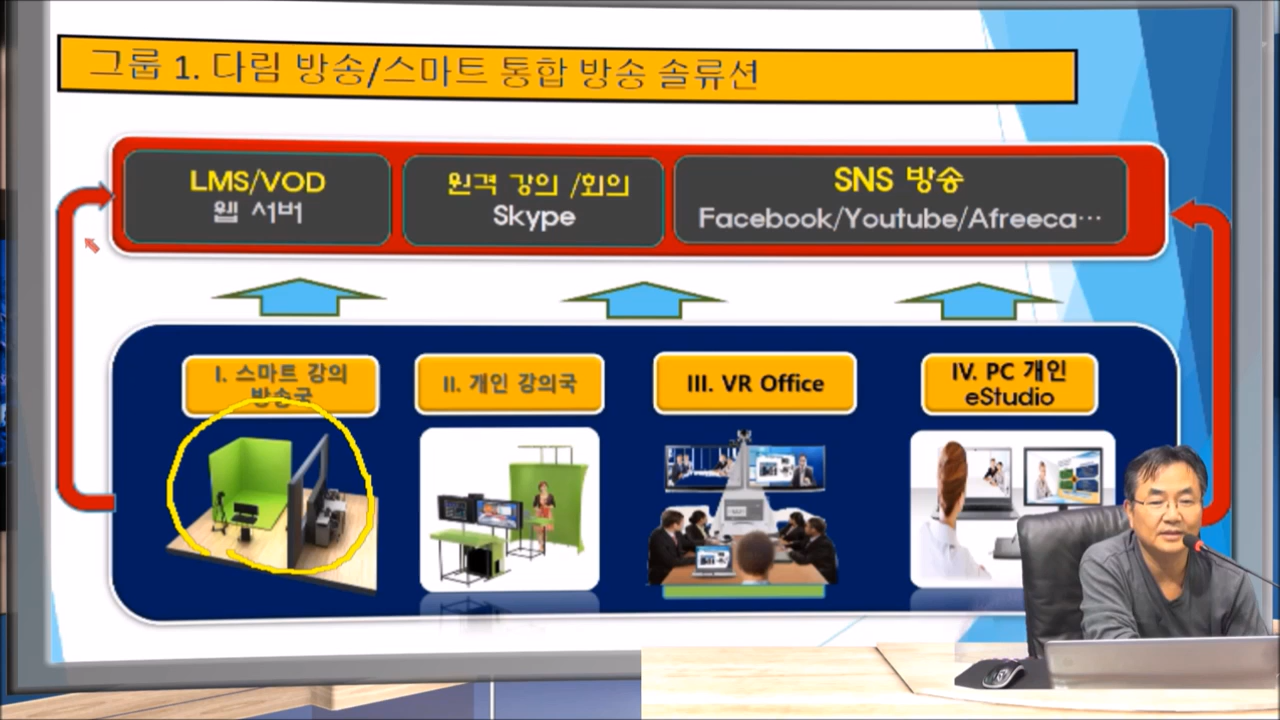 그룹 1. 다림 방송/스마트 통합 방송 솔류션
LMS/VOD
웹 서버
원격 강의 /회의
Skype
SNS 방송
Facebook/Youtube/Afreeca…
I. 스마트 강의
방송국
II. 개인 강의국
III. VR Office
IV. PC 개인
eStudio